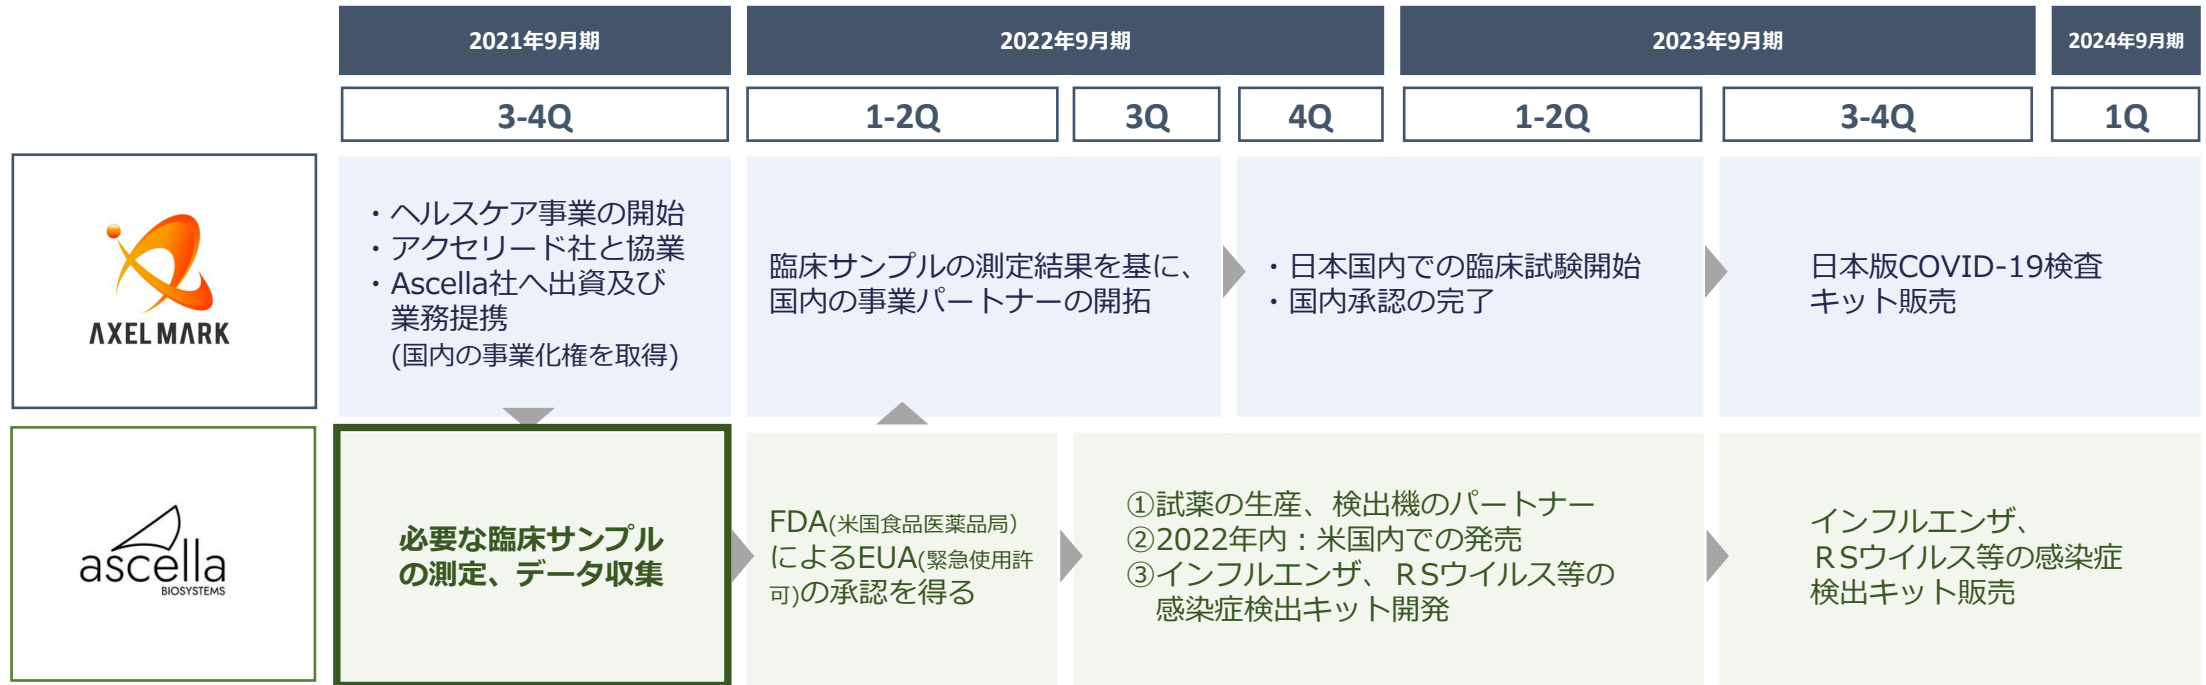 2021年9月期
2022年9月期
2023年9月期
2024年9月期
3-4Q
1-2Q
3Q
4Q
1-2Q
3-4Q
1Q
AXEL MARK
・ヘルスケア事業の開始
・アクセリード社と協業
・Ascella社へ出資及び
業務提携
(国内の事業化権を取得)
臨床サンプルの測定結果を基に、
国内の事業パートナーの開拓
・日本国内での臨床試験開始
・国内承認の完了
日本版COVID-19検査
キット販売
ascella
BIOSYSTEMS
必要な臨床サンプル
の測定、データ収集
FDA(米国食品医薬品局）
によるEUA(緊急使用許
可)の承認を得る
①試薬の生産、検出機のパートナー
②2022年内：米国内での発売
③インフルエンザ、ＲSウイルス等の
感染症検出キット開発
インフルエンザ、
ＲSウイルス等の感染症
検出キット販売